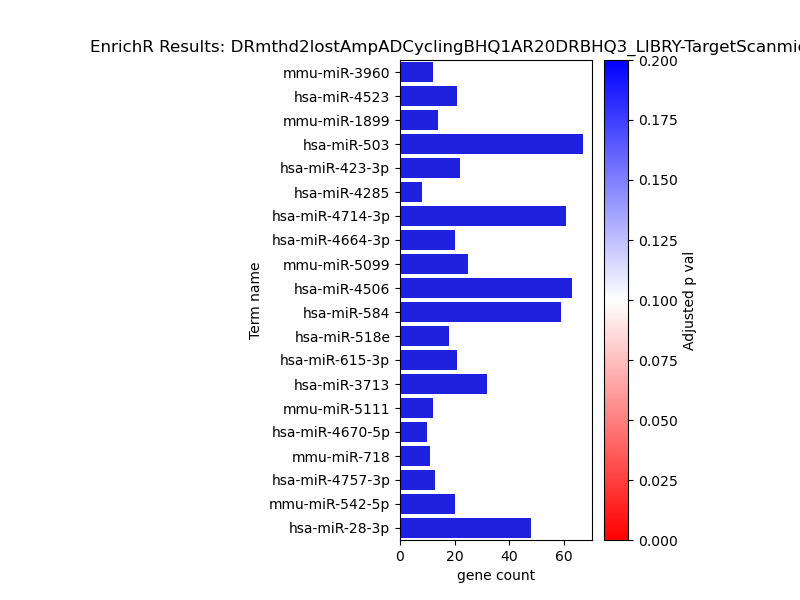 EnrichR Results: DRmthd2lostAmpADCyclingBHQ1AR20DRBHQ3_LIBRY-TargetScanmic
mmu-miR-3960
hsa-miR-4523
mmu-miR-1899
hsa-miR-503
hsa-miR-423-3p
hsa-miR-4285
hsa-miR-4714-3p
hsa-miR-4664-3p
mmu-miR-5099
hsa-miR-4506
hsa-miR-584
hsa-miR-518e
hsa-miR-615-3p
hsa-miR-3713
mmu-miR-5111
hsa-miR-4670-5p
mmu-miR-718
hsa-miR-4757-3p
mmu-miR-542-5p
hsa-miR-28-3p
Term name
0 20 40 60
gene count
0.200
0.175
0.150
0.125
0.100
0.075
0.050
0.025
0.000
Adjusted p val